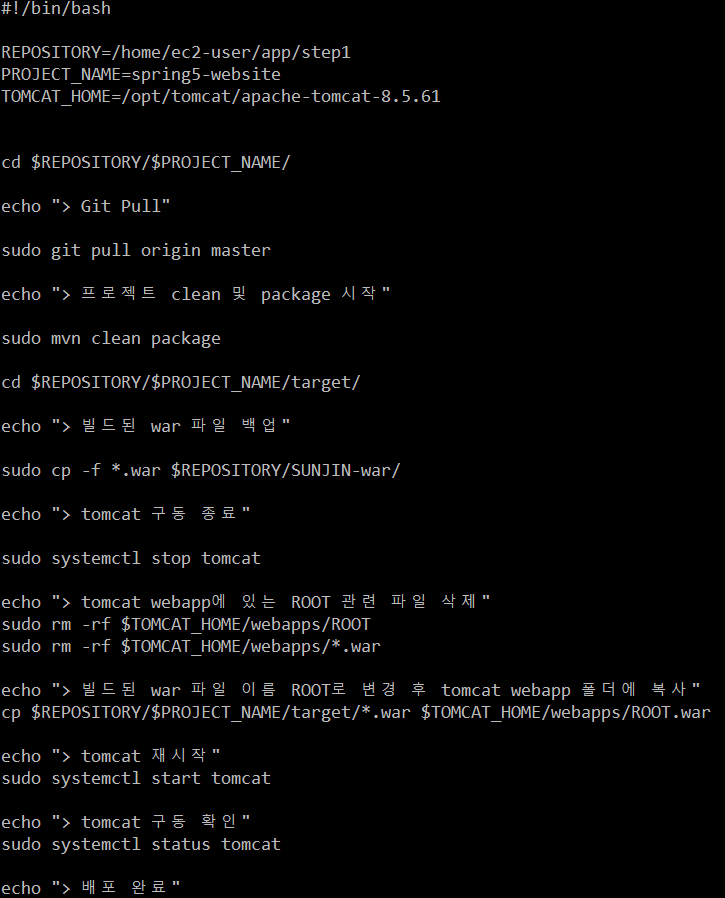 #!/bin/bash
REPOSITORY=/home/ec2-user/app/step1
PROJECT_NAME=spring5-website
TOMCAT_HOME=/opt/tomcat/apache-tomcat-8.5.61
cd $REPOSITORY/$PROJECT_NAME/
echo "> Git Pull"
sudo git pull origin master
echo "> 프로젝트 clean 및 package 시작"
sudo mvn clean package
cd $REPOSITORY/$PROJECT_NAME/target/
echo "> 빌드된 war 파일 백업"
sudo cp -f *.war $REPOSITORY/SUNJIN-war/
echo "> tomcat 구동 종료"
sudo systemctl stop tomcat
echo "> tomcat webapp에 있는 ROOT 관련 파일 삭제"
sudo rm -rf $TOMCAT_HOME/webapps/ROOT
sudo rm -rf $TOMCAT_HOME/webapps/*.war
echo "> 빌드된 war 파일 이름 ROOT로 변경 후 tomcat webapp 폴더에 복사"
cp $REPOSITORY/$PROJECT_NAME/target/*.war $TOMCAT_HOME/webapps/ROOT.war
echo "> tomcat 재시작"
sudo systemctl start tomcat
echo "> tomcat 구동 확인"
sudo systemctl status tomcat
echo "> 배포 완료"